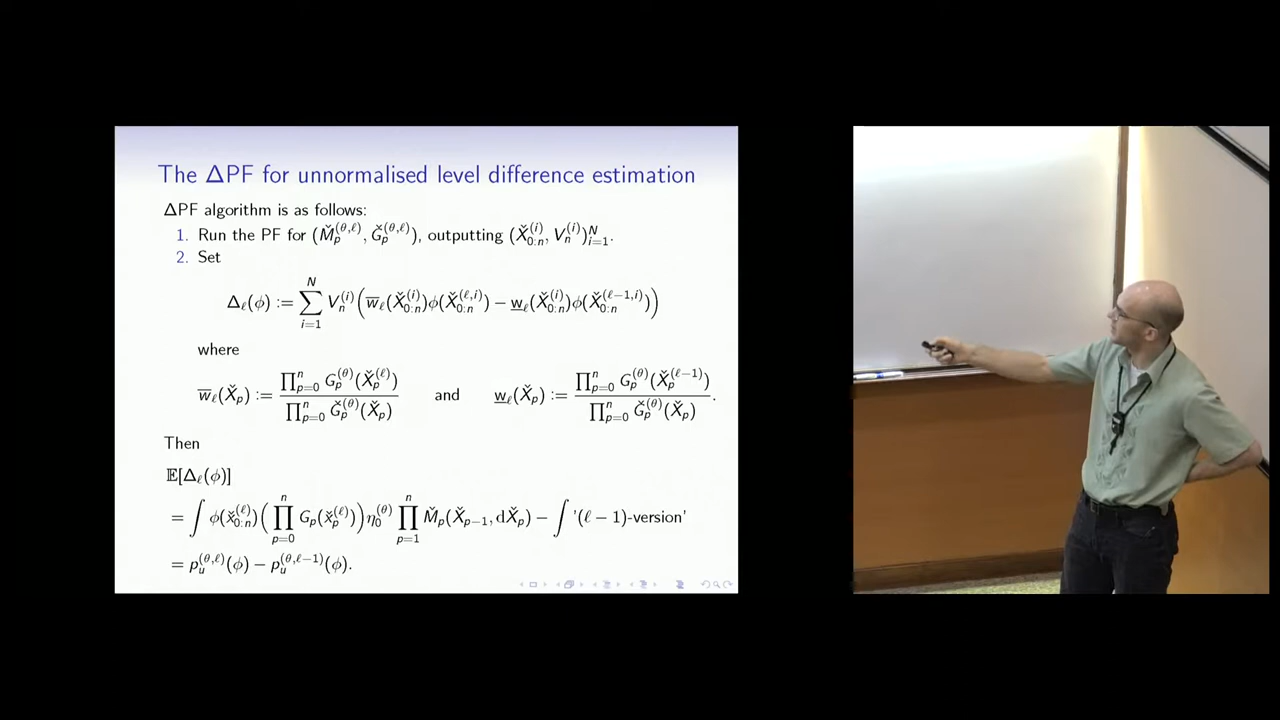 The ΔPF for unnormalised level difference estimation
ΔPF algorithm is as follows:
1. Run the PF for (M̌_p^{(θ,ℓ)}, Ǧ_p^{(θ,ℓ)}), outputting (X̌_{0:n}^{(i)}, V_n^{(i)})_{i=1}^N.
2. Set
Δ_ℓ(ϕ) := ∑_{i=1}^N V_n^{(i)} (w̅_ℓ(X̌_{0:n}^{(i)})ϕ(X̌_{0:n}^{(ℓ,i)}) − w̲_ℓ(X̌_{0:n}^{(i)})ϕ(X̌_{0:n}^{(ℓ−1,i)}))
where
w̅_ℓ(X̌_p) := ∏_{p=0}^n G_p^{(θ)}(X̌_p^{(ℓ)}) / ∏_{p=0}^n Ǧ_p^{(θ)}(X̌_p) and w̲_ℓ(X̌_p) := ∏_{p=0}^n G_p^{(θ)}(X̌_p^{(ℓ−1)}) / ∏_{p=0}^n Ǧ_p^{(θ)}(X̌_p).
Then
𝔼[Δ_ℓ(ϕ)]
= ∫ ϕ(x̌_{0:n}^{(ℓ)}) (∏_{p=0}^n G_p(x̌_p^{(ℓ)})) η_0^{(θ)} ∏_{p=1}^n M̌_p(X̌_{p−1}, dX̌_p) − ∫ '(ℓ − 1)-version'
= p_u^{(θ,ℓ)}(ϕ) − p_u^{(θ,ℓ−1)}(ϕ).